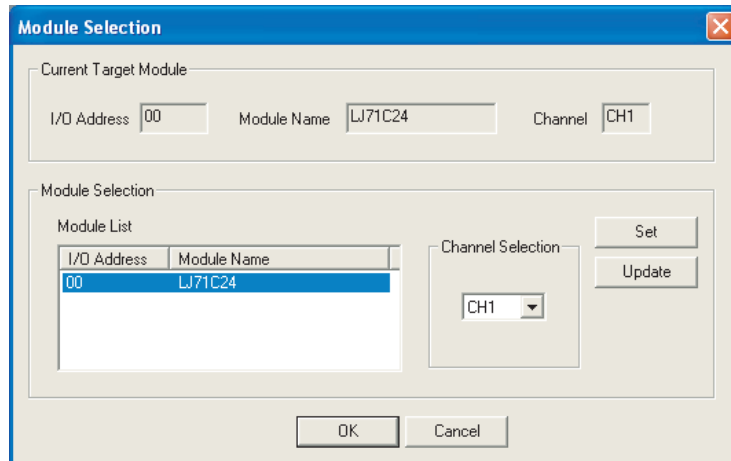 Module Selection
Current Target Module
I/O Address 00 Module Name LJ71C24 Channel CH1
Module Selection
Module List
I/O Address Module Name
00 LJ71C24
Channel Selection
CH1
Set
Update
OK Cancel